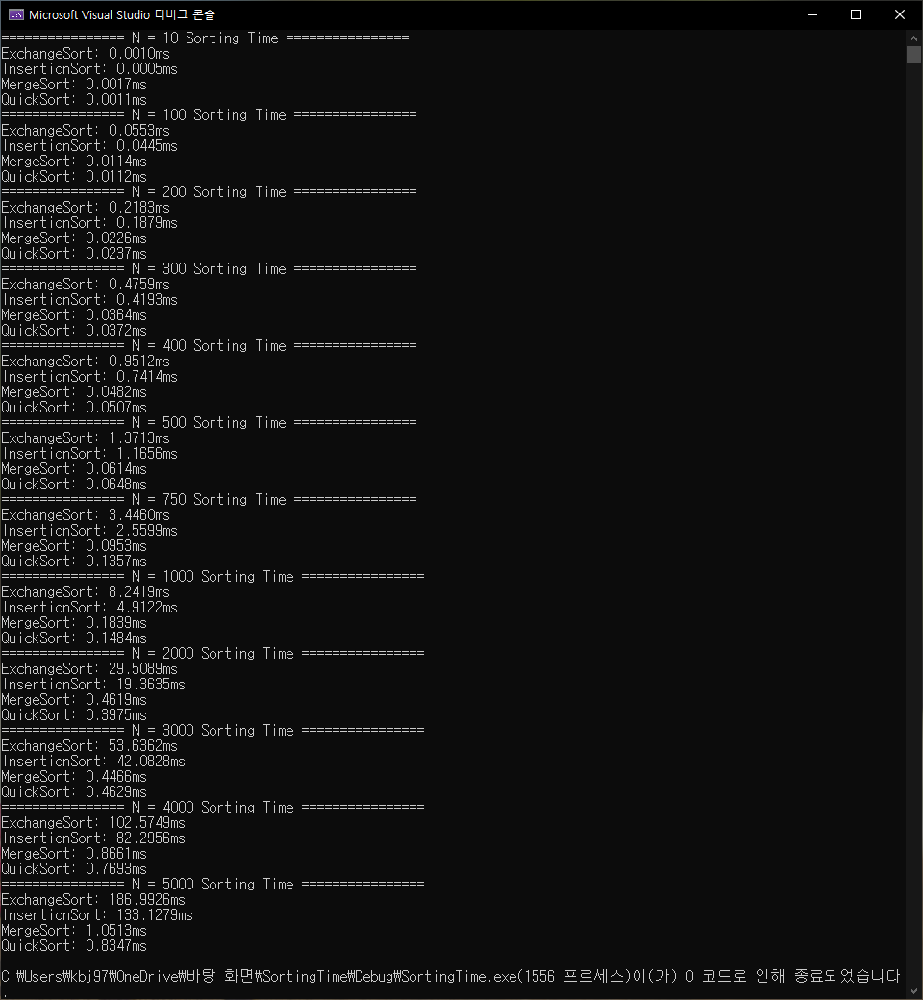 Microsoft Visual Studio 디버그 콘솔
================ N = 10 Sorting Time ================
ExchangeSort: 0.0010ms
InsertionSort: 0.0005ms
MergeSort: 0.0017ms
QuickSort: 0.0011ms
================ N = 100 Sorting Time ================
ExchangeSort: 0.0553ms
InsertionSort: 0.0445ms
MergeSort: 0.0114ms
QuickSort: 0.0112ms
================ N = 200 Sorting Time ================
ExchangeSort: 0.2183ms
InsertionSort: 0.1879ms
MergeSort: 0.0226ms
QuickSort: 0.0237ms
================ N = 300 Sorting Time ================
ExchangeSort: 0.4759ms
InsertionSort: 0.4193ms
MergeSort: 0.0364ms
QuickSort: 0.0372ms
================ N = 400 Sorting Time ================
ExchangeSort: 0.9512ms
InsertionSort: 0.7414ms
MergeSort: 0.0482ms
QuickSort: 0.0507ms
================ N = 500 Sorting Time ================
ExchangeSort: 1.3713ms
InsertionSort: 1.1656ms
MergeSort: 0.0614ms
QuickSort: 0.0648ms
================ N = 750 Sorting Time ================
ExchangeSort: 3.4460ms
InsertionSort: 2.5599ms
MergeSort: 0.0953ms
QuickSort: 0.1357ms
================ N = 1000 Sorting Time ================
ExchangeSort: 8.2419ms
InsertionSort: 4.9122ms
MergeSort: 0.1839ms
QuickSort: 0.1484ms
================ N = 2000 Sorting Time ================
ExchangeSort: 29.5089ms
InsertionSort: 19.3635ms
MergeSort: 0.4619ms
QuickSort: 0.3975ms
================ N = 3000 Sorting Time ================
ExchangeSort: 53.6362ms
InsertionSort: 42.0828ms
MergeSort: 0.4466ms
QuickSort: 0.4629ms
================ N = 4000 Sorting Time ================
ExchangeSort: 102.5749ms
InsertionSort: 82.2956ms
MergeSort: 0.8661ms
QuickSort: 0.7693ms
================ N = 5000 Sorting Time ================
ExchangeSort: 186.9926ms
InsertionSort: 133.1279ms
MergeSort: 1.0513ms
QuickSort: 0.8347ms
C:₩Users₩kbj97₩OneDrive₩바탕 화면₩SortingTime₩Debug₩SortingTime.exe(1556 프로세스)이(가) 0 코드로 인해 종료되었습니다
.